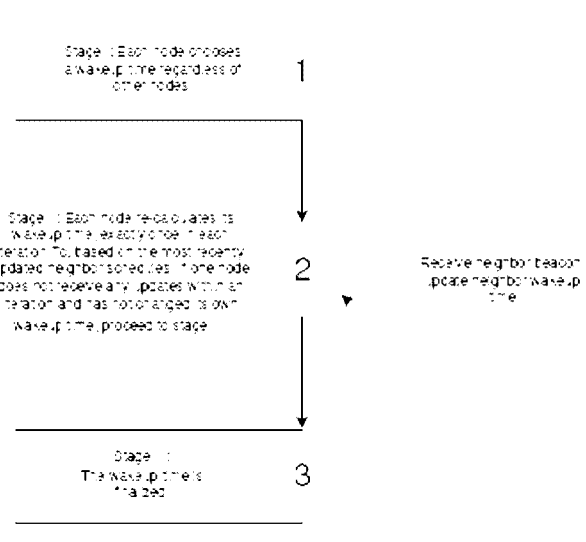 Stage : Each node chooses
a wakeup time regardless of
other nodes
1
Stage : Each node re-calculates its
wakeup time, exactly once in each
iteration based on the most recently
updated neighbor schedules. If one node
does not receive any updates within an
iteration and has not changed its own
wakeup time, proceed to stage
2
Receive neighbor beacon
update neighbor wakeup
time
Stage :
The wakeup time is
finalized
3